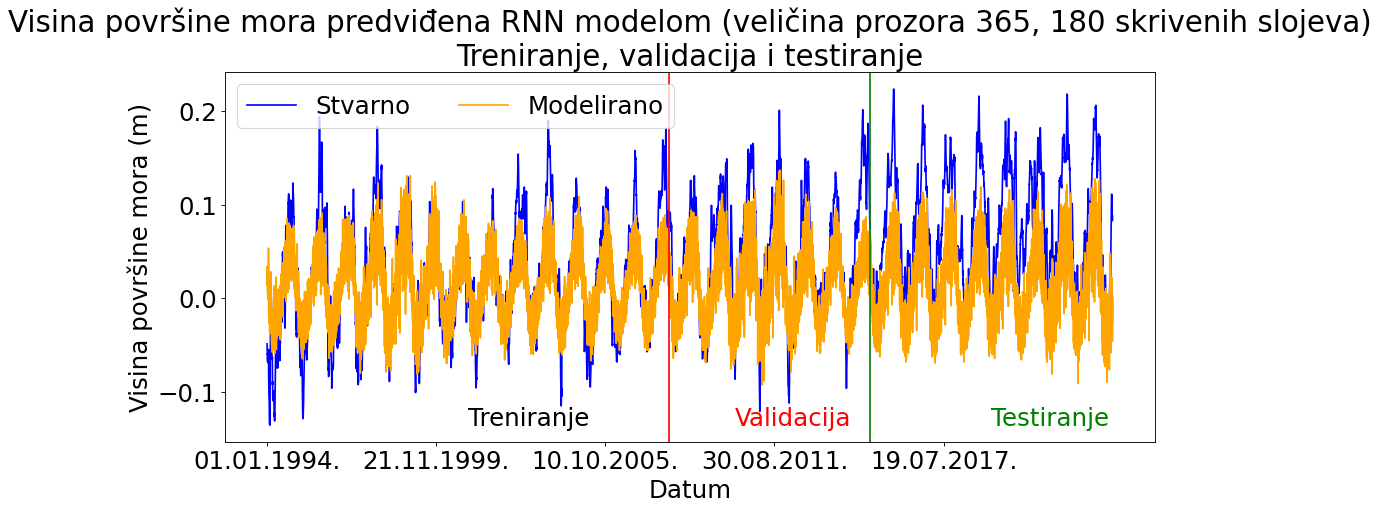 Visina površine mora predviđena RNN modelom (veličina prozora 365, 180 skrivenih slojeva)
Treniranje, validacija i testiranje
Stvarno
Modelirano
Visina površine mora (m)
0.2
0.1
0.0
−0.1
Treniranje
Validacija
Testiranje
01.01.1994.
21.11.1999.
10.10.2005.
30.08.2011.
19.07.2017.
Datum